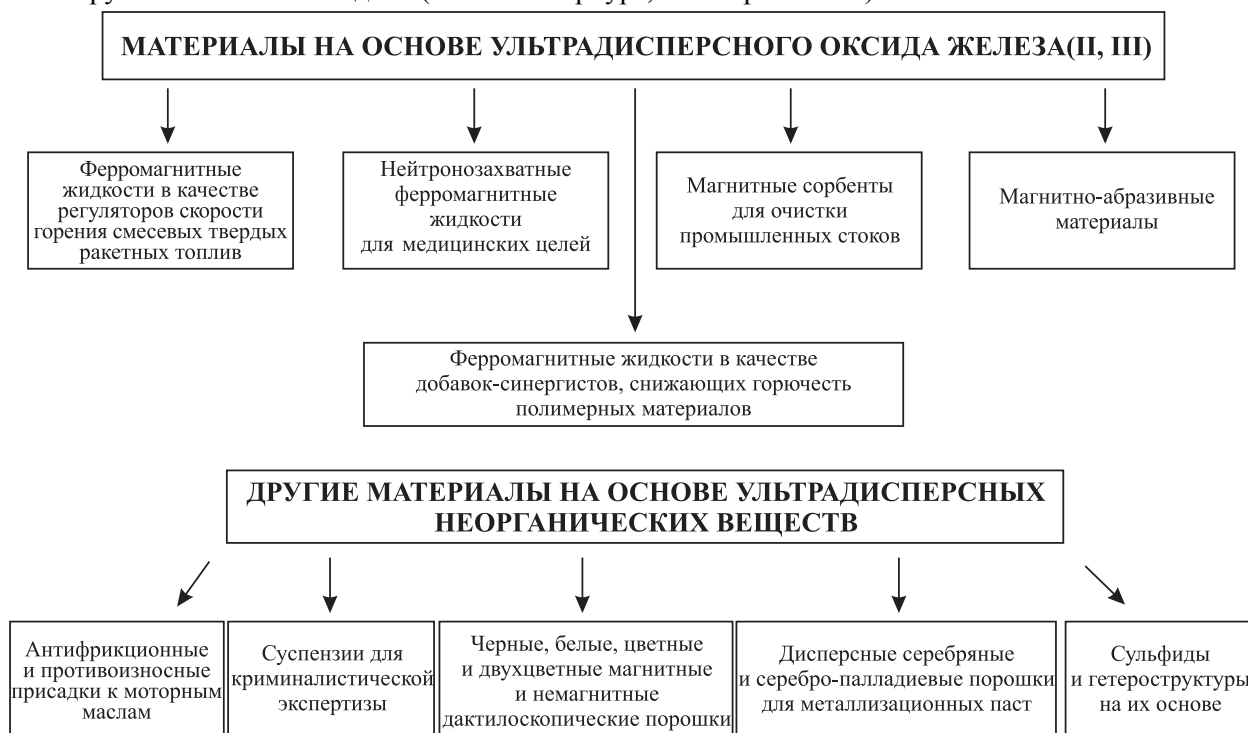 МАТЕРИАЛЫ НА ОСНОВЕ УЛЬТРАДИСПЕРСНОГО ОКСИДА ЖЕЛЕЗА(II, III)
Ферромагнитные
жидкости в качестве
регуляторов скорости
горения смесевых твердых
ракетных топлив
Нейтронозахватные
ферромагнитные
жидкости
для медицинских целей
Магнитные сорбенты
для очистки
промышленных стоков
Магнитно-абразивные
материалы
Ферромагнитные жидкости в качестве
добавок-синергистов, снижающих горючесть
полимерных материалов
ДРУГИЕ МАТЕРИАЛЫ НА ОСНОВЕ УЛЬТРАДИСПЕРСНЫХ
НЕОРГАНИЧЕСКИХ ВЕЩЕСТВ
Антифрикционные
и противоизносные
присадки к моторным
маслам
Суспензии для
криминалистической
экспертизы
Черные, белые, цветные
и двухцветные магнитные
и немагнитные
дактилоскопические порошки
Дисперсные серебряные
и серебро-палладиевые порошки
для металлизационных паст
Сульфиды
и гетероструктуры
на их основе